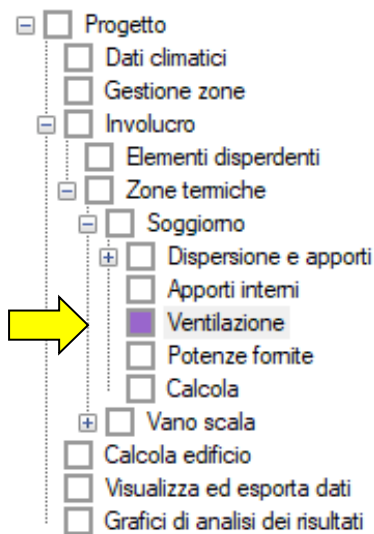 Progetto
Dati climatici
Gestione zone
Involucro
Elementi disperdenti
Zone termiche
Soggiorno
Dispersione e apporti
Apporti interni
Ventilazione
Potenze fornite
Calcola
Vano scala
Calcola edificio
Visualizza ed esporta dati
Grafici di analisi dei risultati